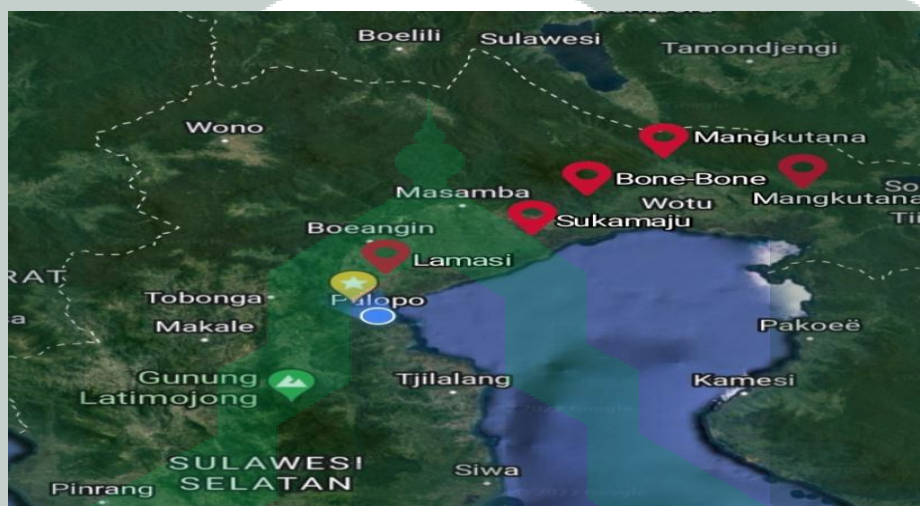 Boelili
Sulawesi
Tamondjengi
Wono
Mangkutana
Bone-Bone
Masamba
Wotu
Mangkutana
Sukamaju
Boeangin
Lamasi
RAT
Tobonga
Palopo
Makale
Pakoeë
Gunung
Latimojong
Tjilalang
Kamesi
SULAWESI
SELATAN
Siwa
Pinrang